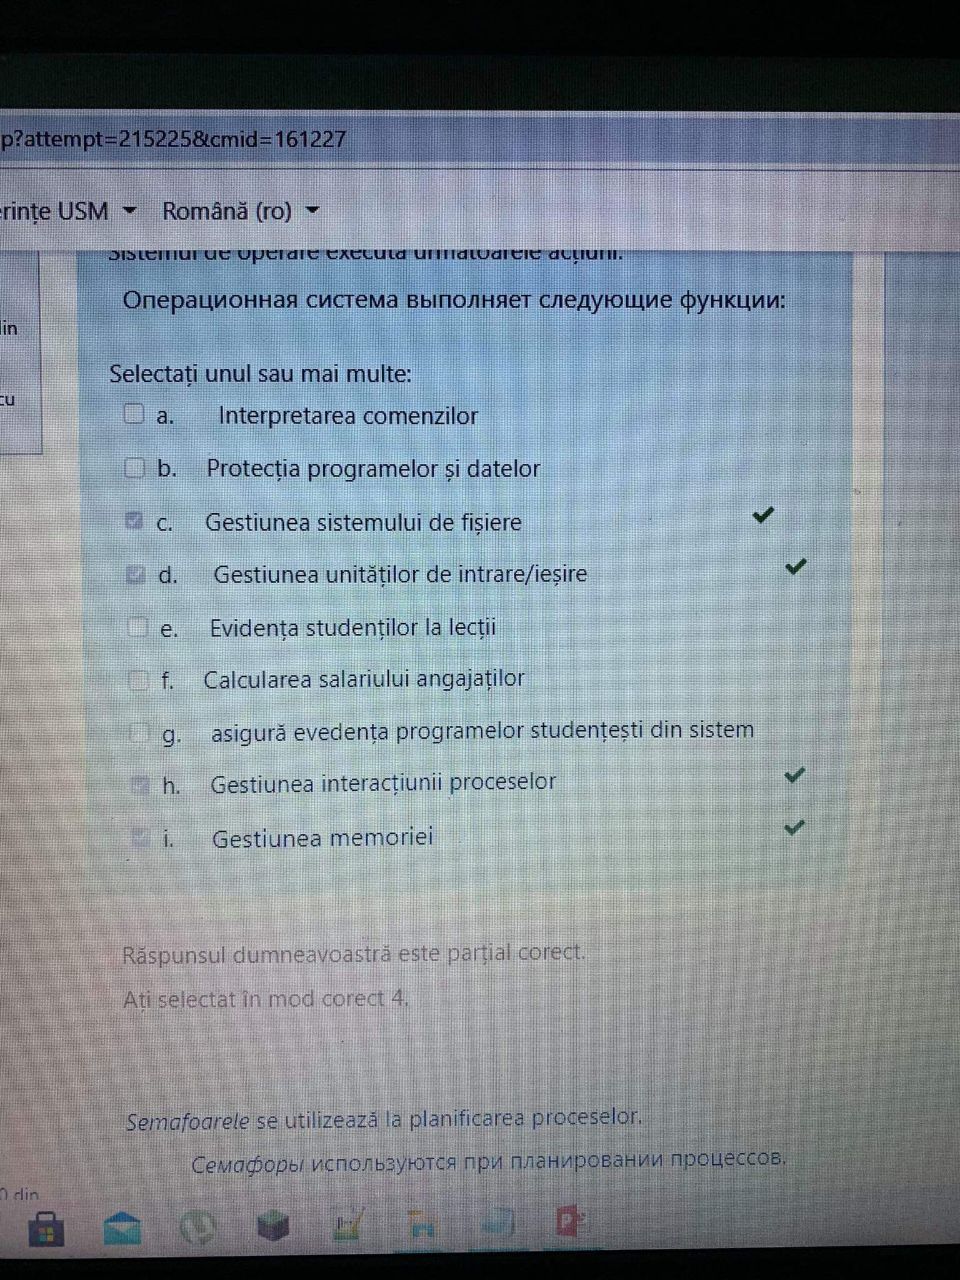 p?attempt=215225&cmid=161227
erințe USM Română (ro)
Sistemul de operare execută următoarele acțiuni:
Операционная система выполняет следующие функции:
din
cu
Selectați unul sau mai multe:
a. Interpretarea comenzilor
b. Protecția programelor și datelor
c. Gestiunea sistemului de fișiere
d. Gestiunea unităților de intrare/ieșire
e. Evidența studenților la lecții
f. Calcularea salariului angajaților
g. asigură evedența programelor studențești din sistem
h. Gestiunea interacțiunii proceselor
i. Gestiunea memoriei
Răspunsul dumneavoastră este parțial corect.
Ați selectat în mod corect 4.
Semafoarele se utilizează la planificarea proceselor.
Семафоры используются при планировании процессов.
0 din